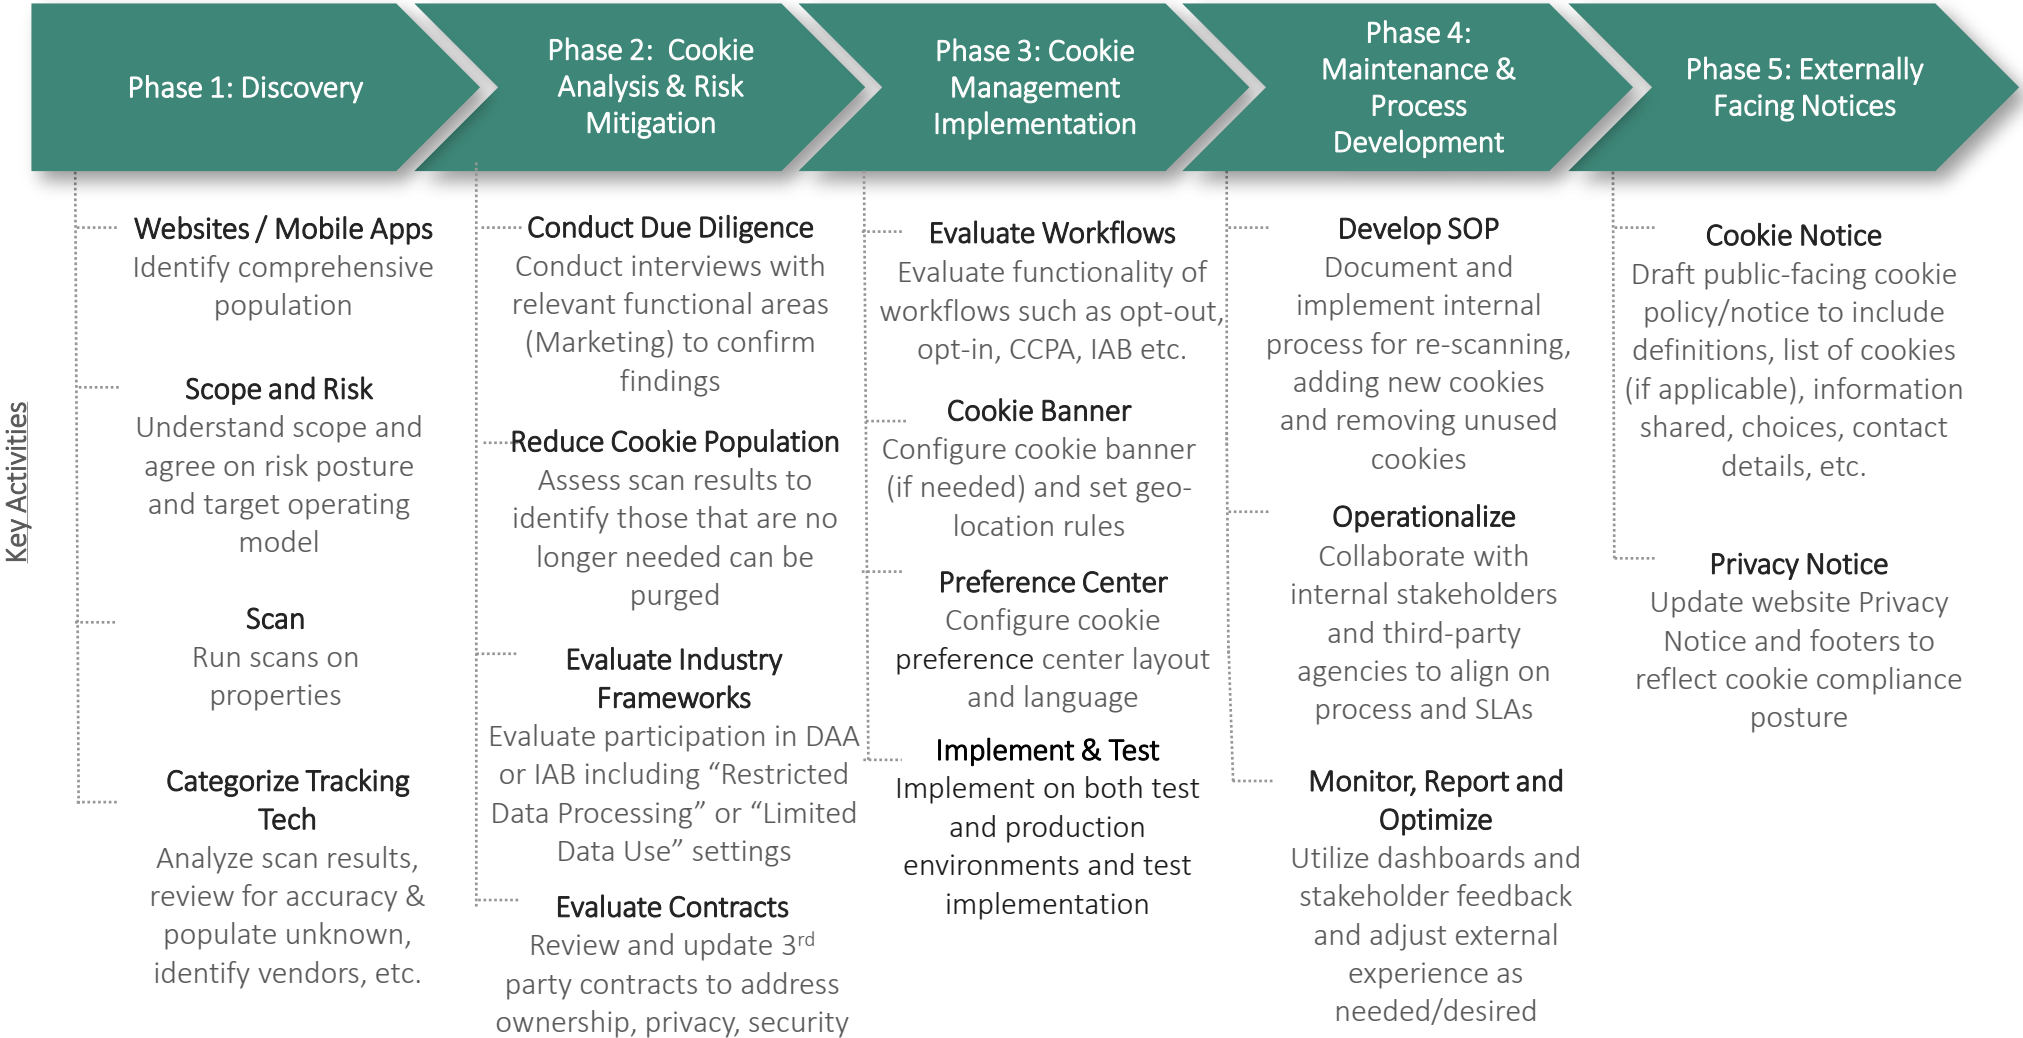 Phase 1: Discovery
Phase 2: Cookie
Analysis & Risk
Mitigation
Phase 3: Cookie
Management
Implementation
Phase 4:
Maintenance &
Process
Development
Phase 5: Externally
Facing Notices
Key Activities
Websites / Mobile Apps
Identify comprehensive
population
Scope and Risk
Understand scope and
agree on risk posture
and target operating
model
Scan
Run scans on
properties
Categorize Tracking
Tech
Analyze scan results,
review for accuracy &
populate unknown,
identify vendors, etc.
Conduct Due Diligence
Conduct interviews with
relevant functional areas
(Marketing) to confirm
findings
Reduce Cookie Population
Assess scan results to
identify those that are no
longer needed can be
purged
Evaluate Industry
Frameworks
Evaluate participation in DAA
or IAB including “Restricted
Data Processing” or “Limited
Data Use” settings
Evaluate Contracts
Review and update 3rd
party contracts to address
ownership, privacy, security
Evaluate Workflows
Evaluate functionality of
workflows such as opt-out,
opt-in, CCPA, IAB etc.
Cookie Banner
Configure cookie banner
(if needed) and set geo-
location rules
Preference Center
Configure cookie
preference center layout
and language
Implement & Test
Implement on both test
and production
environments and test
implementation
Develop SOP
Document and
implement internal
process for re-scanning,
adding new cookies
and removing unused
cookies
Operationalize
Collaborate with
internal stakeholders
and third-party
agencies to align on
process and SLAs
Monitor, Report and
Optimize
Utilize dashboards and
stakeholder feedback
and adjust external
experience as
needed/desired
Cookie Notice
Draft public-facing cookie
policy/notice to include
definitions, list of cookies
(if applicable), information
shared, choices, contact
details, etc.
Privacy Notice
Update website Privacy
Notice and footers to
reflect cookie compliance
posture